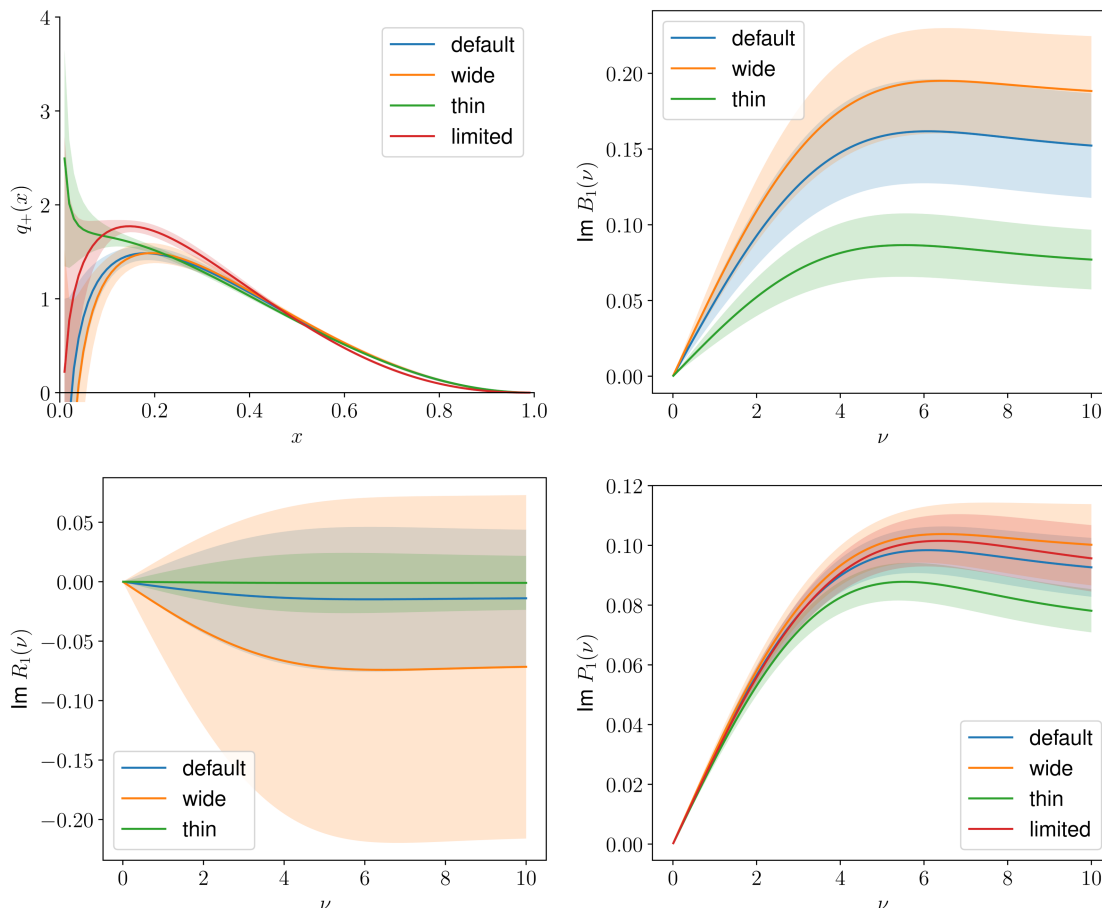 4
3
2
1
0
0.0
0.2
0.4
0.6
0.8
1.0
q₊(x)
x
default
wide
thin
limited
0.20
0.15
0.10
0.05
0.00
0
2
4
6
8
10
Im B₁(ν)
ν
default
wide
thin
0.05
0.00
−0.05
−0.10
−0.15
−0.20
0
2
4
6
8
10
Im R₁(ν)
ν
default
wide
thin
0.12
0.10
0.08
0.06
0.04
0.02
0.00
0
2
4
6
8
10
Im P₁(ν)
ν
default
wide
thin
limited